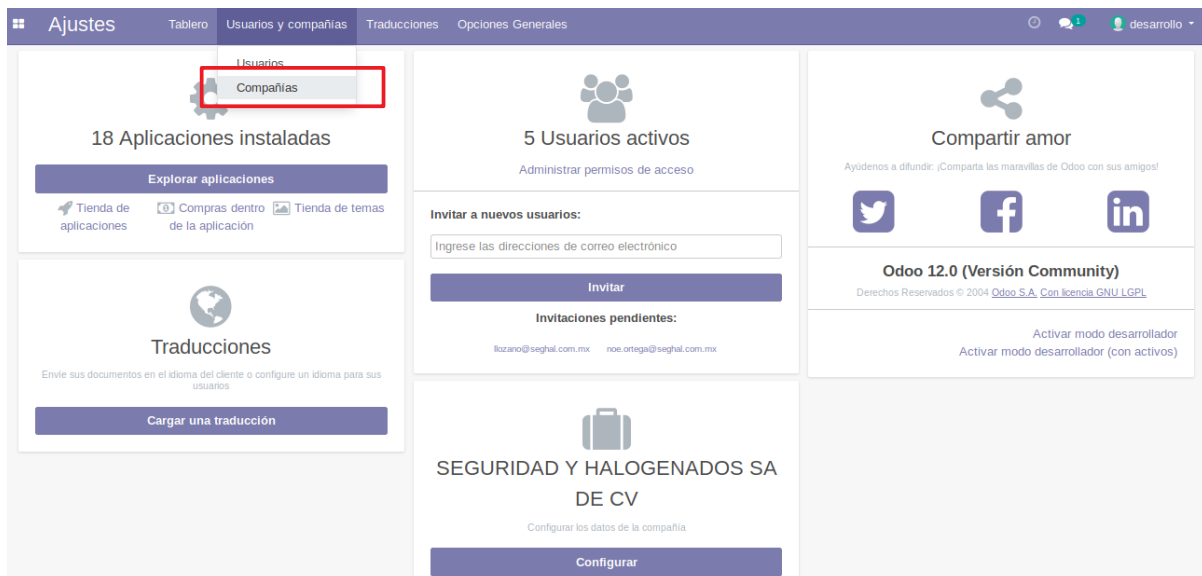 Ajustes Tablero Usuarios y compañías Traducciones Opciones Generales 1 desarrollo
Usuarios
Compañías
18 Aplicaciones instaladas
Explorar aplicaciones
Tienda de aplicaciones
Compras dentro de la aplicación
Tienda de temas
Traducciones
Envíe sus documentos en el idioma del cliente o configure un idioma para sus
usuarios
Cargar una traducción
5 Usuarios activos
Administrar permisos de acceso
Invitar a nuevos usuarios:
Ingrese las direcciones de correo electrónico
Invitar
Invitaciones pendientes:
llozano@seghal.com.mx noe.ortega@seghal.com.mx
SEGURIDAD Y HALOGENADOS SA
DE CV
Configurar los datos de la compañía
Configurar
Compartir amor
Ayúdenos a difundir: ¡Comparta las maravillas de Odoo con sus amigos!
Odoo 12.0 (Versión Community)
Derechos Reservados © 2004 Odoo S.A. Con licencia GNU LGPL
Activar modo desarrollador
Activar modo desarrollador (con activos)